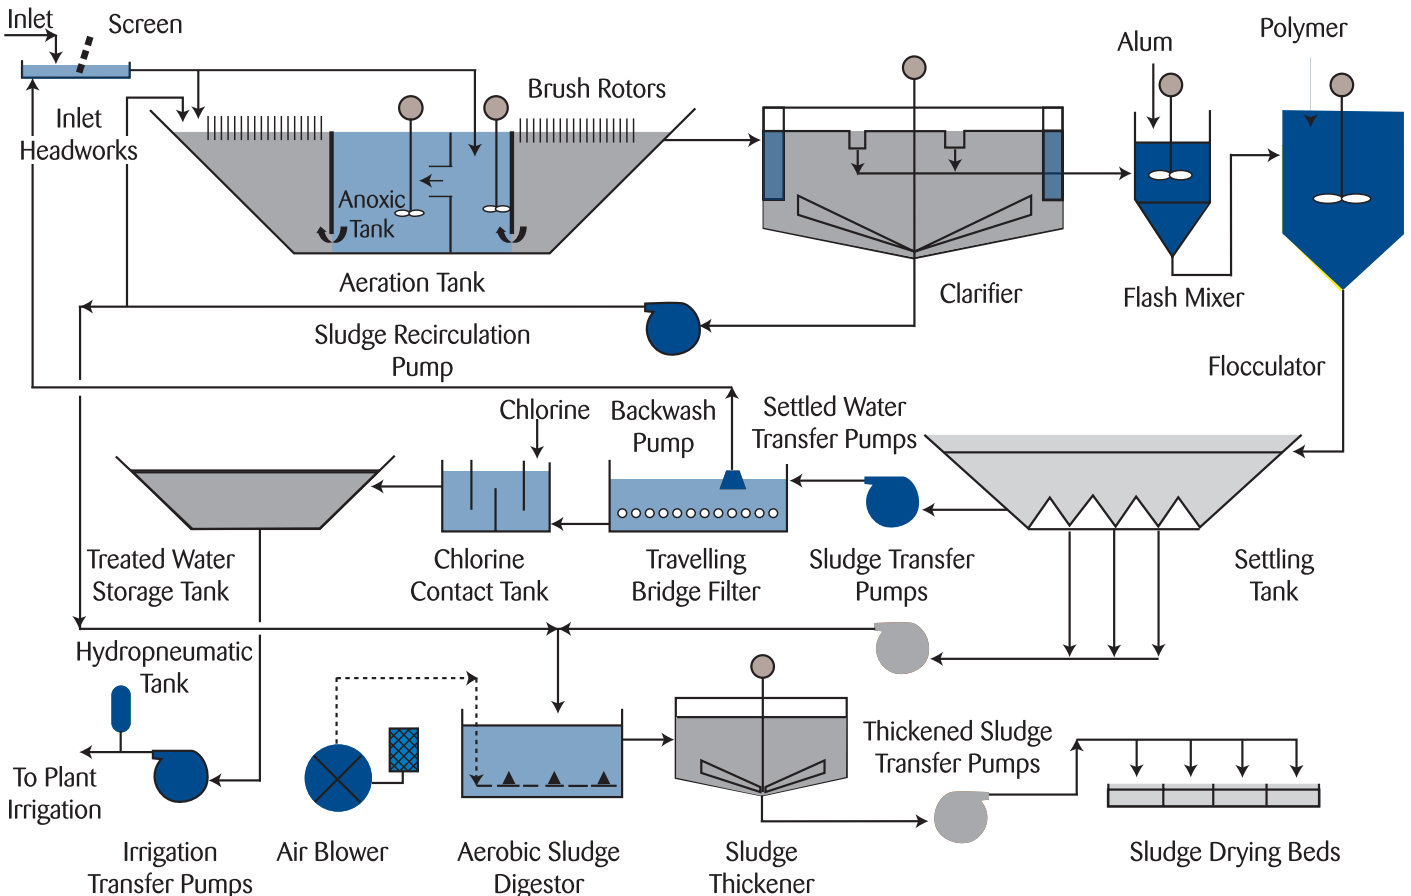 Inlet
Screen
Alum
Polymer
Brush Rotors
Inlet
Headworks
Anoxic
Tank
Aeration Tank
Clarifier
Flash Mixer
Sludge Recirculation
Pump
Flocculator
Chlorine
Backwash
Pump
Settled Water
Transfer Pumps
Treated Water
Storage Tank
Chlorine
Contact Tank
Travelling
Bridge Filter
Sludge Transfer
Pumps
Settling
Tank
Hydropneumatic
Tank
To Plant
Irrigation
Thickened Sludge
Transfer Pumps
Irrigation
Transfer Pumps
Air Blower
Aerobic Sludge
Digestor
Sludge
Thickener
Sludge Drying Beds